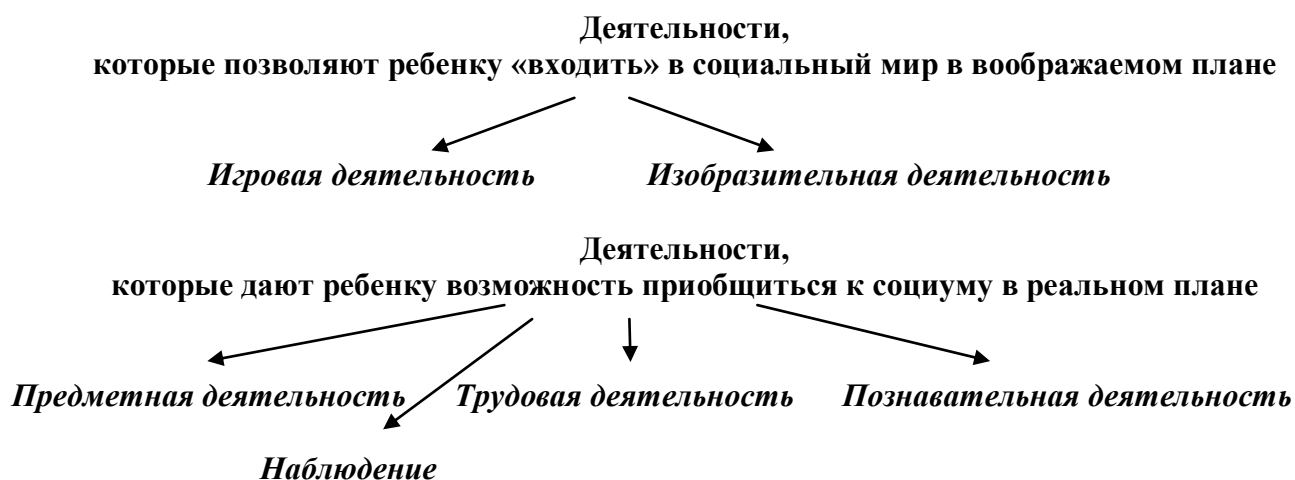 Деятельности,
которые позволяют ребенку «входить» в социальный мир в воображаемом плане
Игровая деятельность
Изобразительная деятельность
Деятельности,
которые дают ребенку возможность приобщиться к социуму в реальном плане
Предметная деятельность
Трудовая деятельность
Познавательная деятельность
Наблюдение